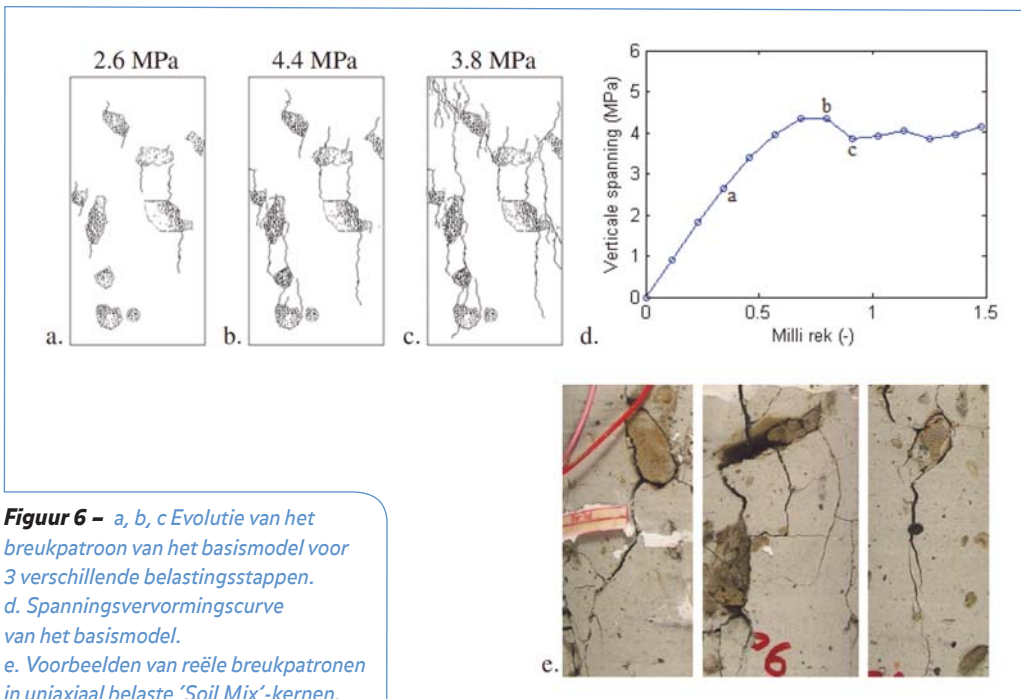 2.6 MPa
4.4 MPa
3.8 MPa
a.
b.
c.
d.
6
5
4
3
2
1
0
Verticale spanning (MPa)
a
b
c
0
0.5
1
1.5
Milli rek (-)
e.
Figuur 6 – a, b, c Evolutie van het
breukpatroon van het basismodel voor
3 verschillende belastingsstappen.
d. Spanningsvervormingscurve
van het basismodel.
e. Voorbeelden van reële breukpatronen
in uniaxiaal belaste 'Soil Mix'-kernen.